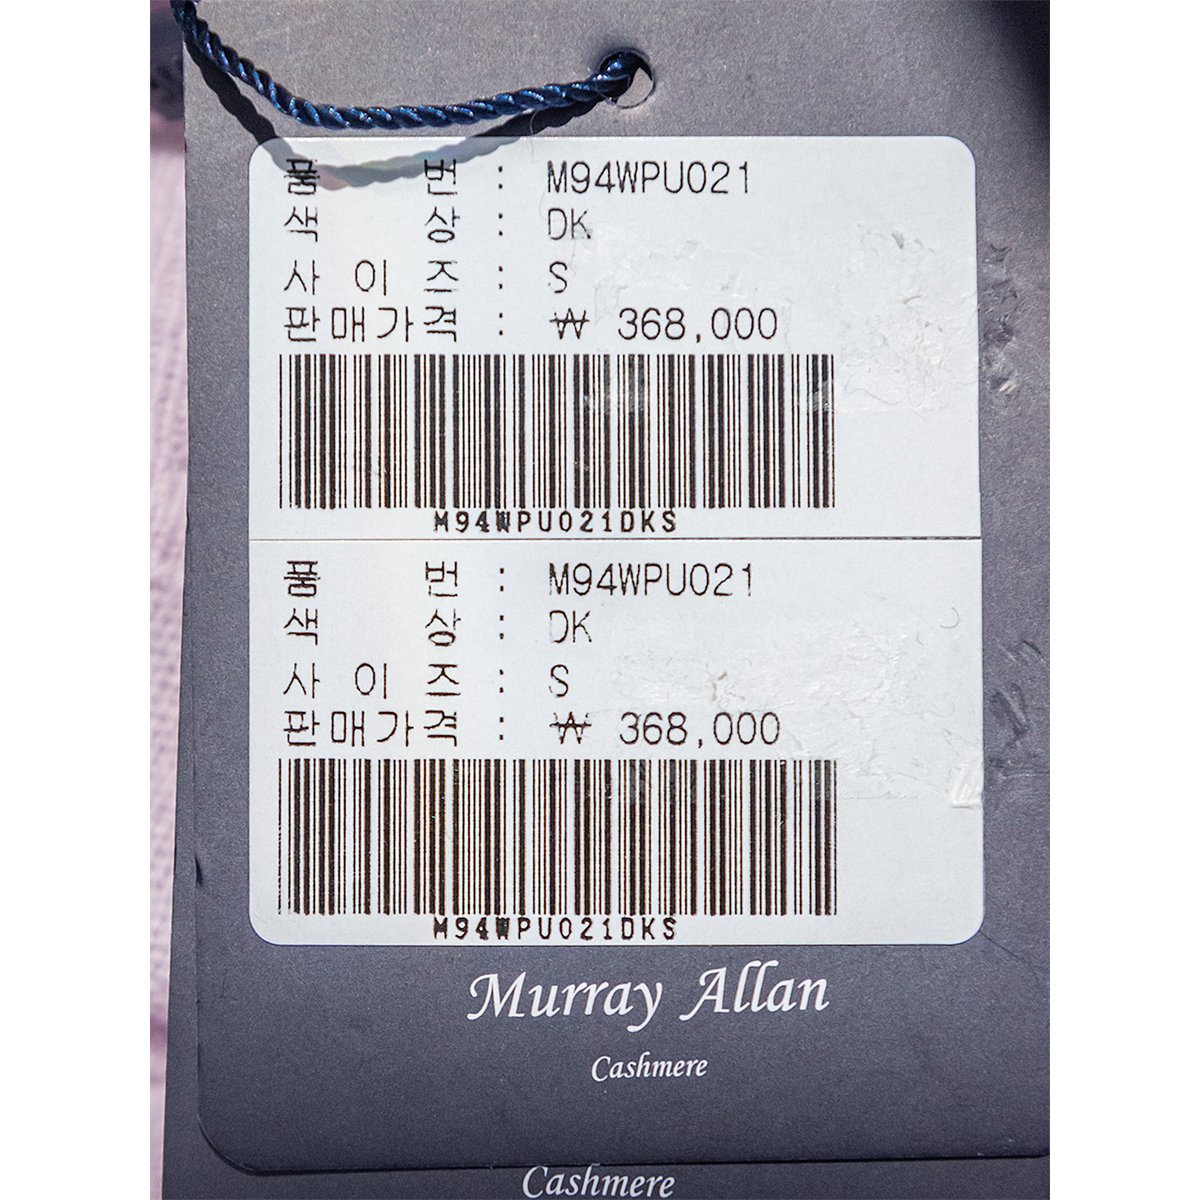 품 번 : M94WPU021
색 상 : DK
사 이 즈 : S
판매가격 : ₩ 368,000
M94WPU021DKS
품 번 : M94WPU021
색 상 : DK
사 이 즈 : S
판매가격 : ₩ 368,000
M94WPU021DKS
Murray Allan
Cashmere
Cashmere